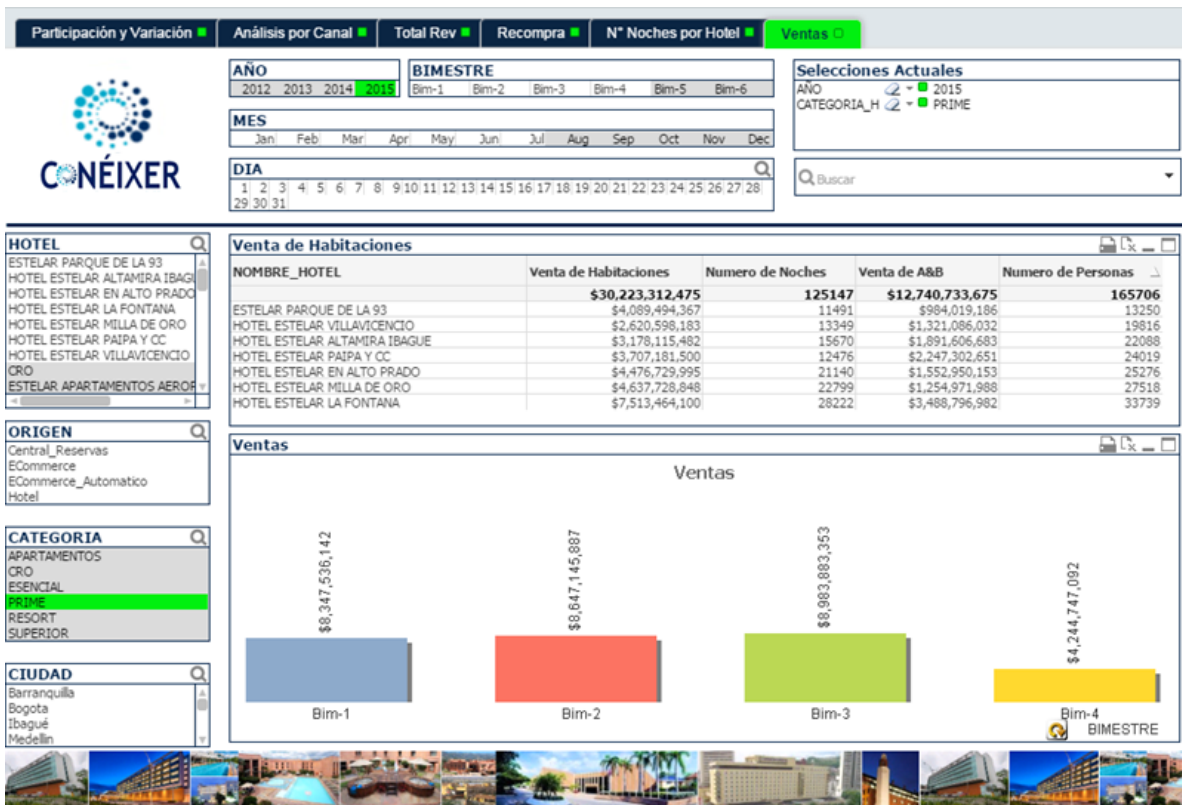 Participación y Variación Análisis por Canal Total Rev Recompra N° Noches por Hotel Ventas
AÑO
2012 2013 2014 2015
BIMESTRE
Bim-1 Bim-2 Bim-3 Bim-4 Bim-5 Bim-6
MES
Jan Feb Mar Apr May Jun Jul Aug Sep Oct Nov Dec
DIA
1 2 3 4 5 6 7 8 9 10 11 12 13 14 15 16 17 18 19 20 21 22 23 24 25 26 27 28
29 30 31
Selecciones Actuales
AÑO 2015
CATEGORIA_H PRIME
Buscar
CONÉIXER
HOTEL
ESTELAR PARQUE DE LA 93
HOTEL ESTELAR ALTAMIRA IBAGU
HOTEL ESTELAR EN ALTO PRADO
HOTEL ESTELAR LA FONTANA
HOTEL ESTELAR MILLA DE ORO
HOTEL ESTELAR PAIPA Y CC
HOTEL ESTELAR VILLAVICENCIO
CRO
ESTELAR APARTAMENTOS AEROP
ORIGEN
Central_Reservas
ECommerce
ECommerce_Automatico
Hotel
CATEGORIA
APARTAMENTOS
CRO
ESENCIAL
PRIME
RESORT
SUPERIOR
CIUDAD
Barranquilla
Bogota
Ibagué
Medellin
Venta de Habitaciones
NOMBRE_HOTEL Venta de Habitaciones Numero de Noches Venta de A&B Numero de Personas
$30,223,312,475 125147 $12,740,733,675 165706
ESTELAR PARQUE DE LA 93 $4,089,494,367 11491 $984,019,186 13250
HOTEL ESTELAR VILLAVICENCIO $2,620,598,183 13349 $1,321,086,032 19816
HOTEL ESTELAR ALTAMIRA IBAGUE $3,178,115,482 15670 $1,891,606,683 22088
HOTEL ESTELAR PAIPA Y CC $3,707,181,500 12476 $2,247,302,651 24019
HOTEL ESTELAR EN ALTO PRADO $4,476,729,995 21140 $1,552,950,153 25276
HOTEL ESTELAR MILLA DE ORO $4,637,728,848 22799 $1,254,971,988 27518
HOTEL ESTELAR LA FONTANA $7,513,464,100 28222 $3,488,796,982 33739
Ventas
Ventas
$8,347,536,142 $8,647,145,887 $8,983,883,353 $4,244,747,092
Bim-1 Bim-2 Bim-3 Bim-4
BIMESTRE